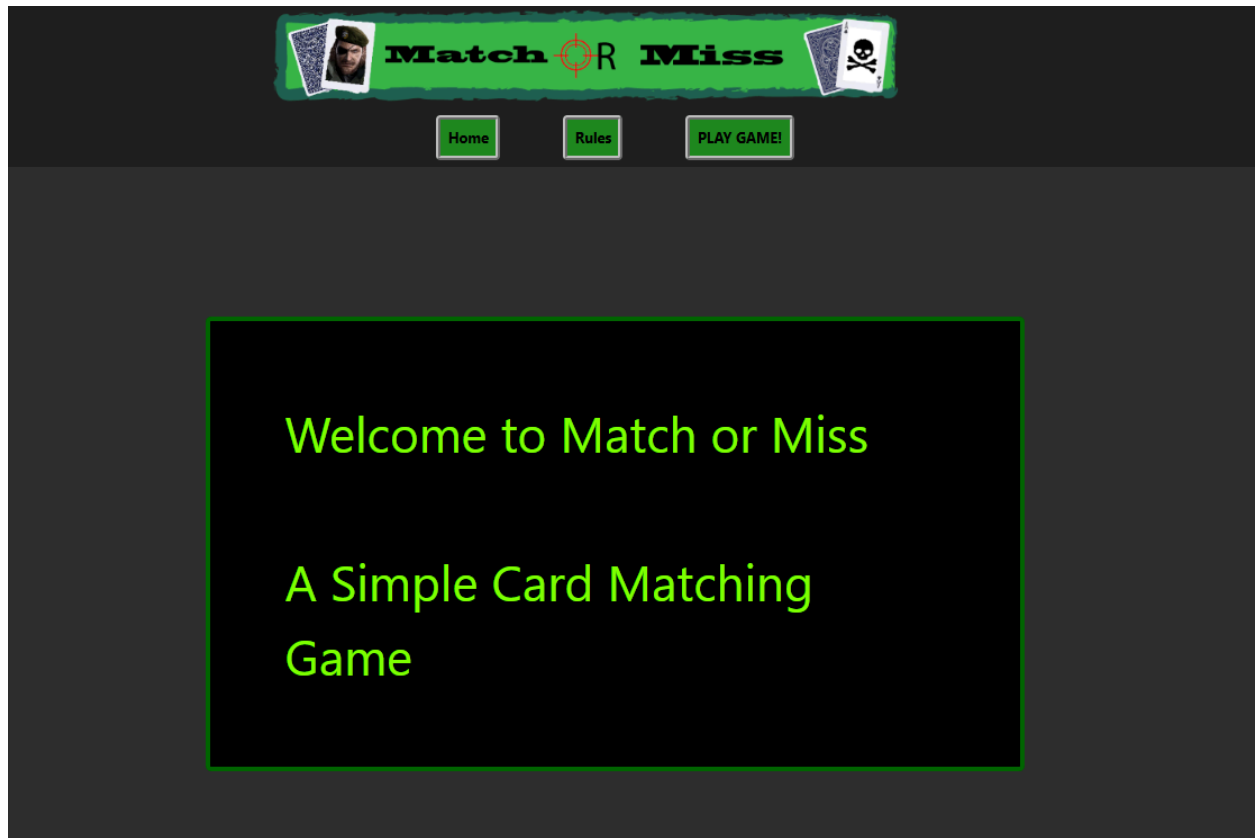 Match OR Miss
Home Rules PLAY GAME!
Welcome to Match or Miss
A Simple Card Matching
Game